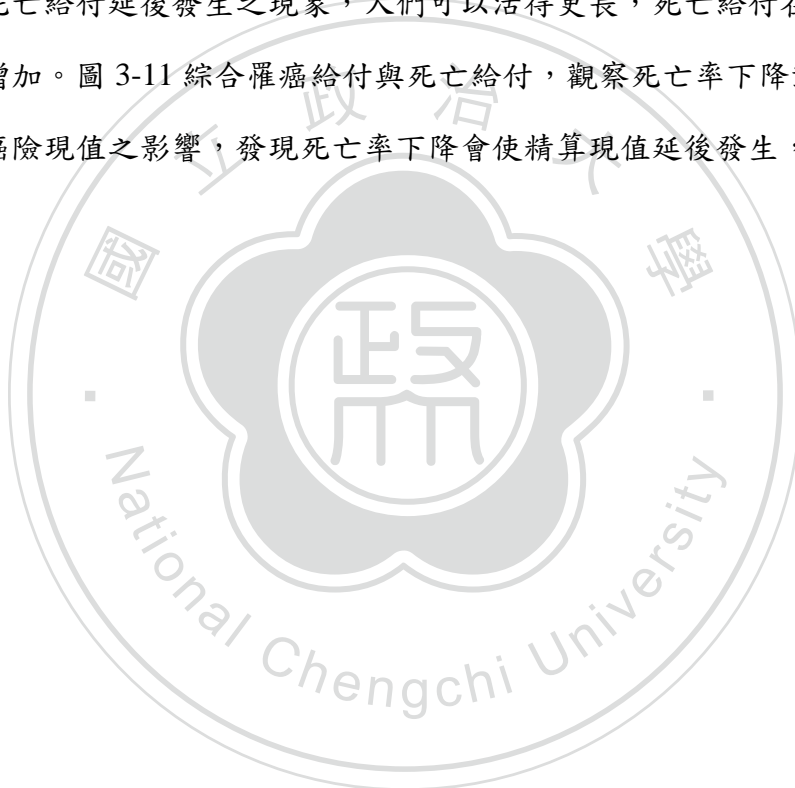 死亡給付延後發生之現象，人們可以活得更長，死亡給付在
增加。圖 3-11 綜合罹癌給付與死亡給付，觀察死亡率下降
癌險現值之影響，發現死亡率下降會使精算現值延後發生，
國立政治大學
政
National Chengchi University